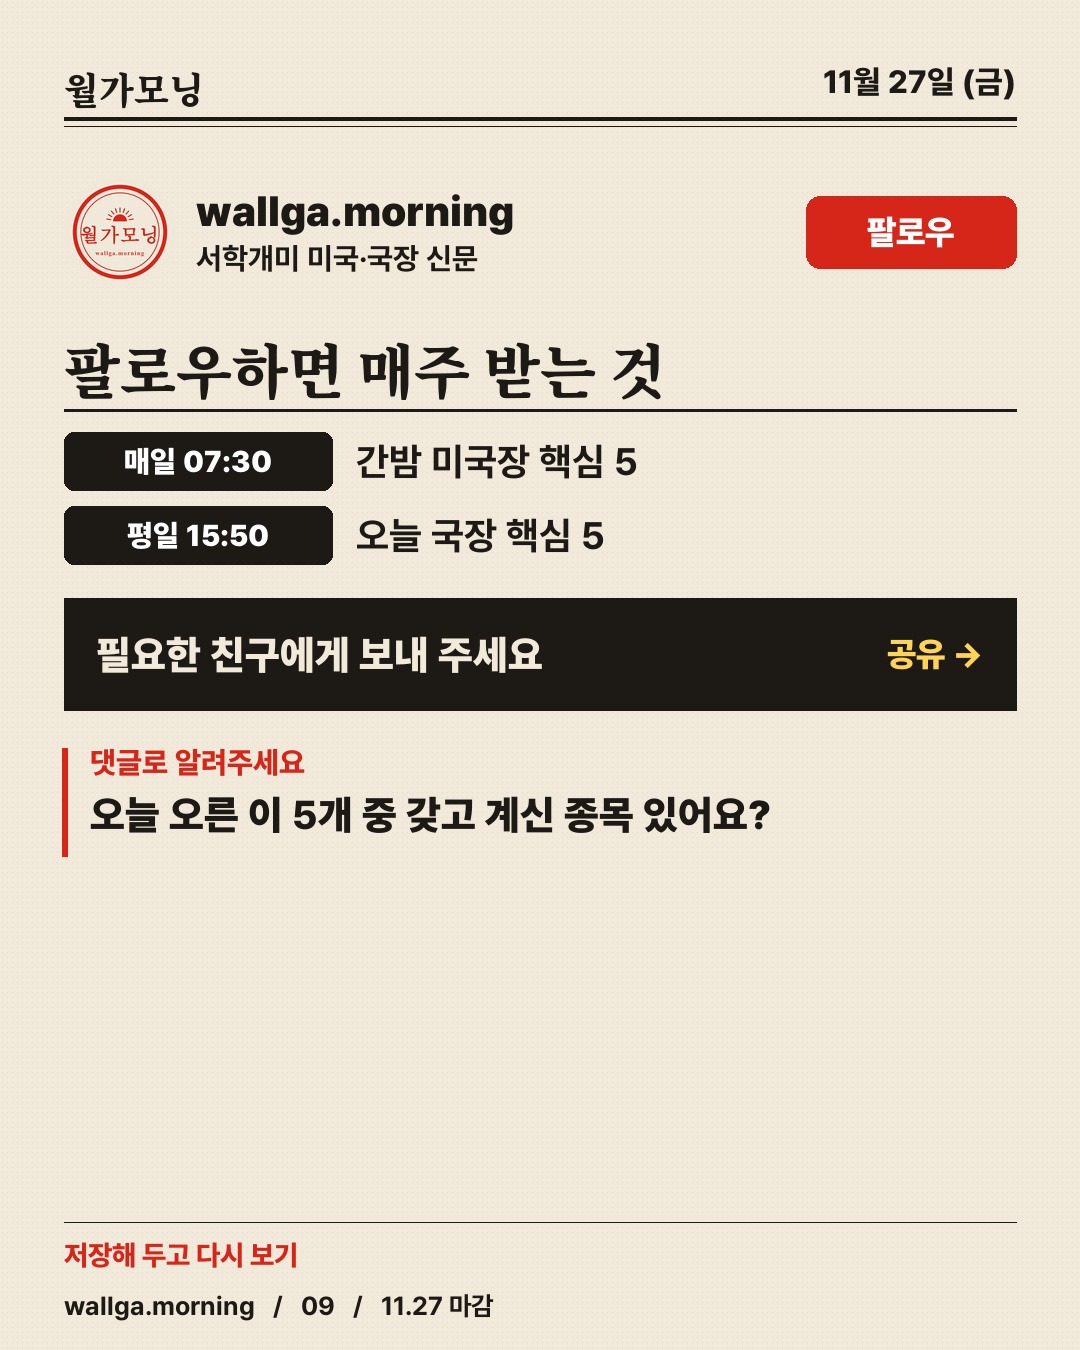 월가모닝
11월 27일 (금)
월가모닝
wallga.morning
wallga.morning
서학개미 미국·국장 신문
팔로우
팔로우하면 매주 받는 것
매일 07:30 간밤 미국장 핵심 5
평일 15:50 오늘 국장 핵심 5
필요한 친구에게 보내 주세요 공유 →
댓글로 알려주세요
오늘 오른 이 5개 중 갖고 계신 종목 있어요?
저장해 두고 다시 보기
wallga.morning / 09 / 11.27 마감